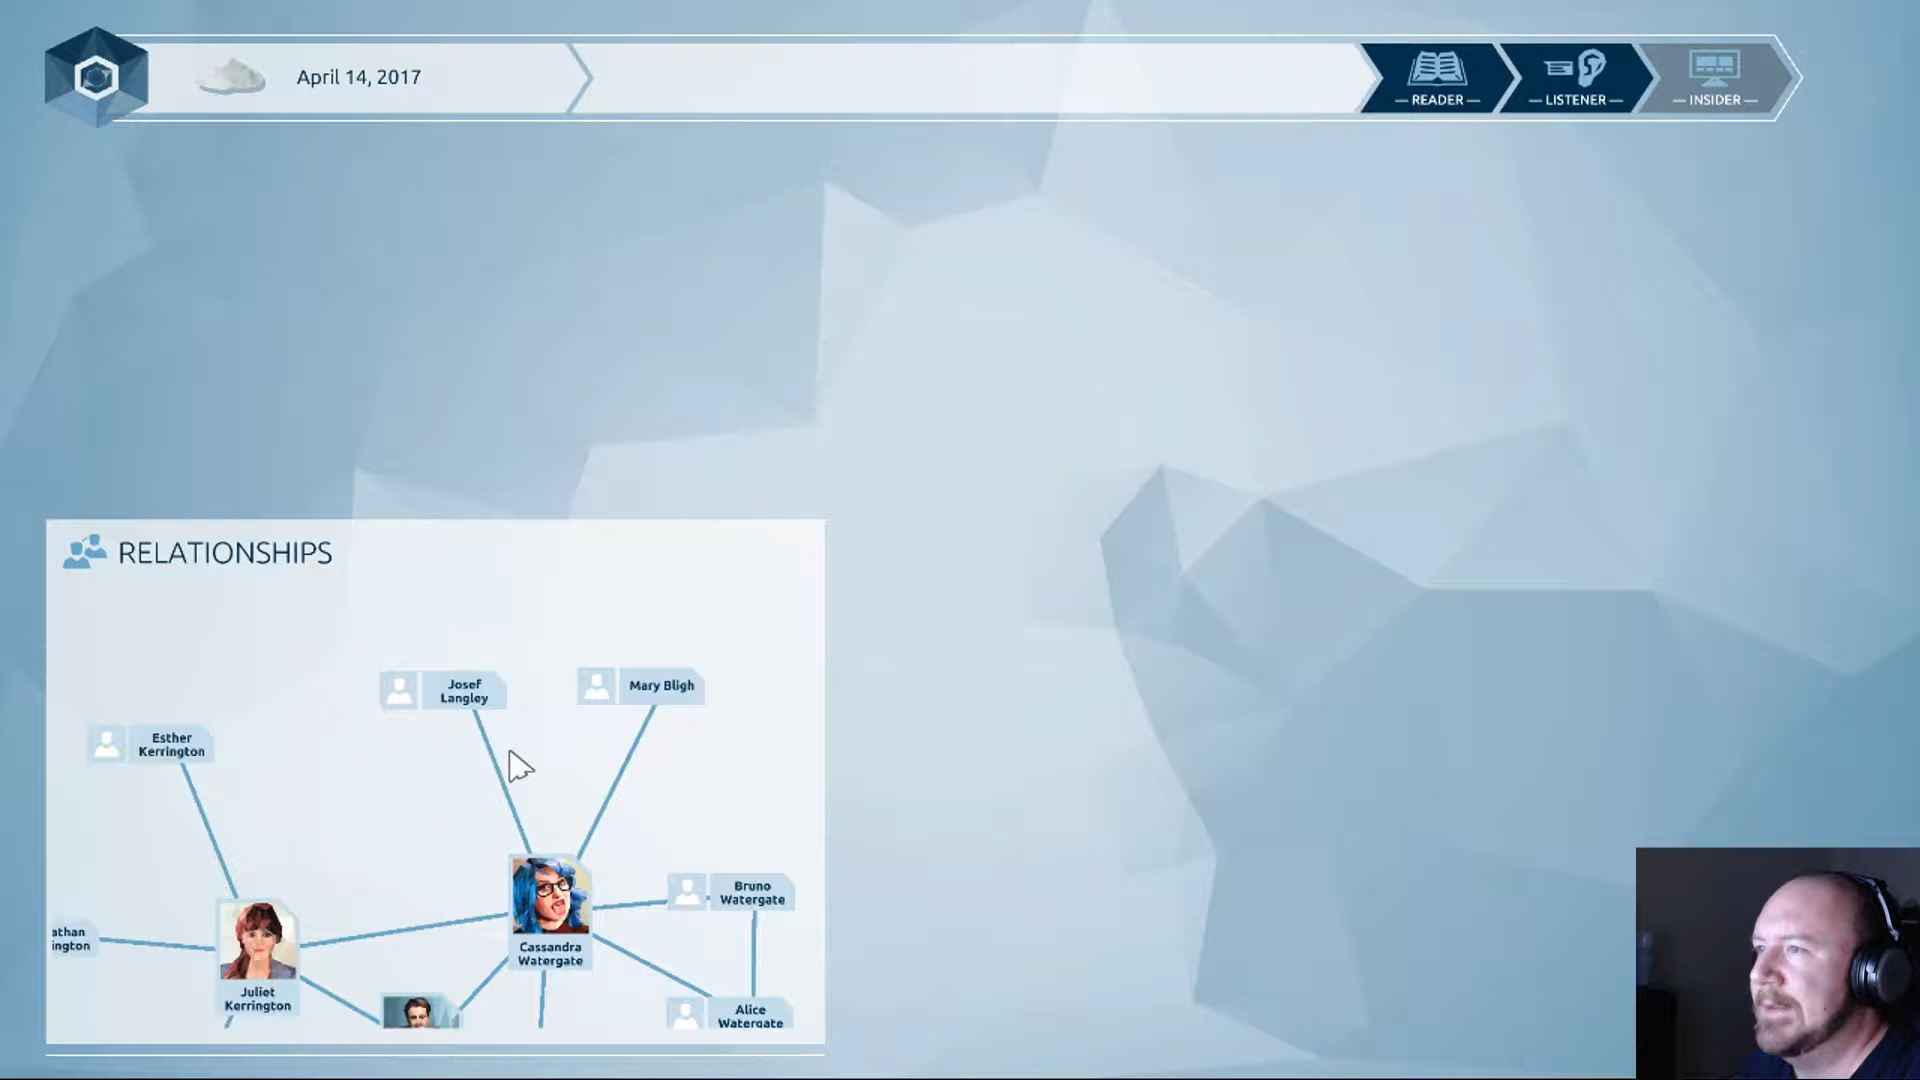 April 14, 2017
— READER —
— LISTENER —
— INSIDER —
RELATIONSHIPS
Josef
Langley
Mary Bligh
Esther
Kerrington
Bruno
Watergate
athan
ington
Cassandra
Watergate
Juliet
Kerrington
Alice
Watergate